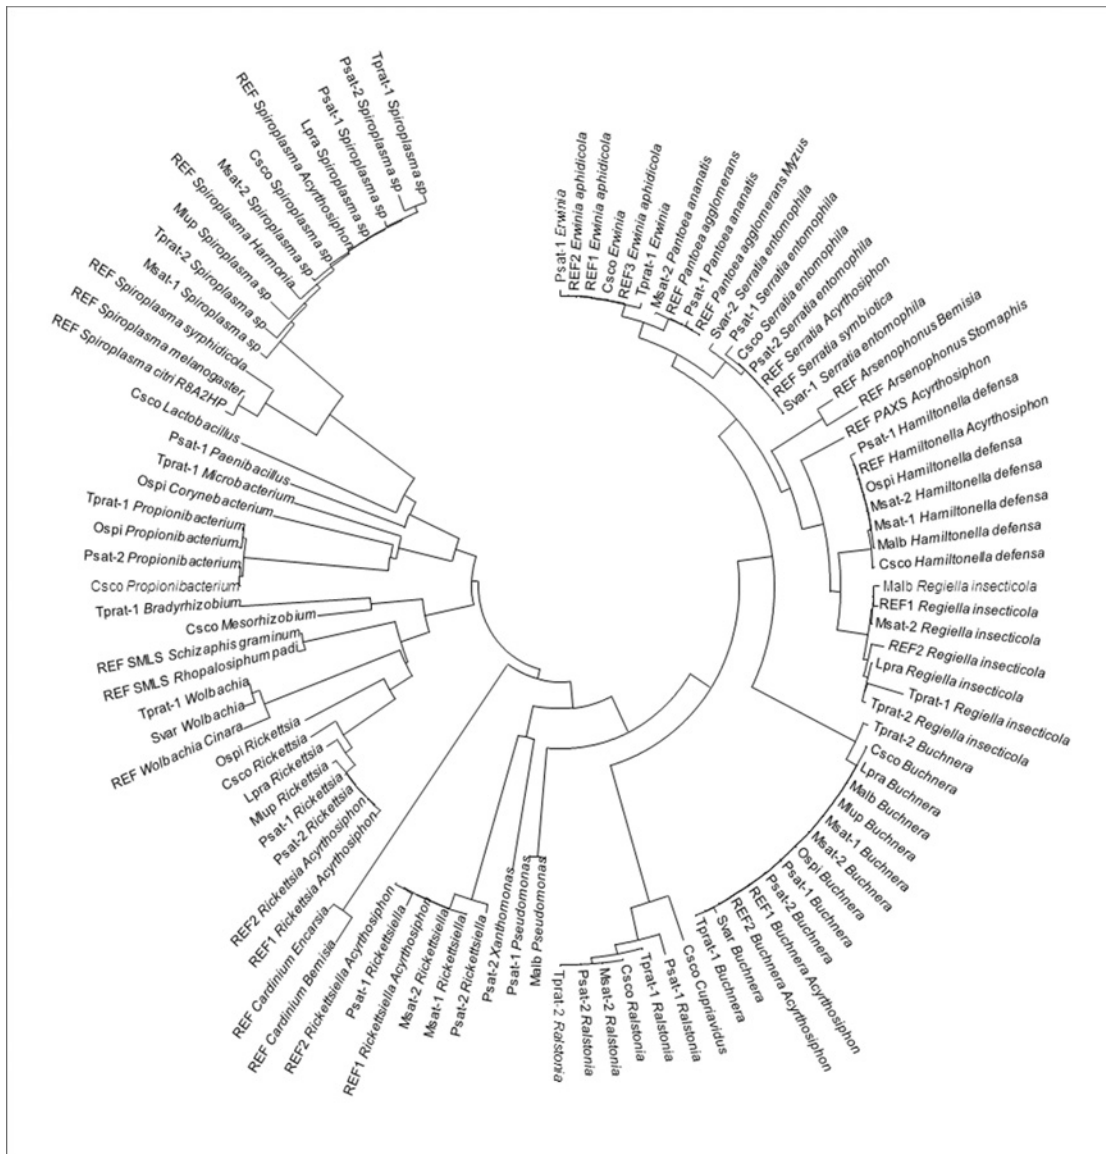 Psat-1 Erwinia
REF2 Erwinia aphidicola
REF1 Erwinia aphidicola
Csco Erwinia
REF3 Erwinia aphidicola
Tprat-1 Erwinia
Msat-2 Pantoea ananatis
REF Pantoea agglomerans
Psat-1 Pantoea ananatis
REF Pantoea agglomerans Myzus
Svar-2 Serratia entomophila
Psat-1 Serratia entomophila
Csco Serratia entomophila
Psat-2 Serratia entomophila
REF Serratia Acyrthosiphon
REF Serratia symbiotica
Svar-1 Serratia entomophila
REF Arsenophonus Bemisia
REF Arsenophonus Stomaphis
REF PAXS Acyrthosiphon
Psat-1 Hamiltonella defensa
REF Hamiltonella Acyrthosiphon
Ospi Hamiltonella defensa
Msat-2 Hamiltonella defensa
Msat-1 Hamiltonella defensa
Malb Hamiltonella defensa
Csco Hamiltonella defensa
Malb Regiella insecticola
REF1 Regiella insecticola
Msat-2 Regiella insecticola
REF2 Regiella insecticola
Lpra Regiella insecticola
Tprat-1 Regiella insecticola
Tprat-2 Regiella insecticola
Tprat-2 Buchnera
Csco Buchnera
Lpra Buchnera
Malb Buchnera
Mlup Buchnera
Msat-1 Buchnera
Msat-2 Buchnera
Ospi Buchnera
Psat-1 Buchnera
Psat-2 Buchnera
REF1 Buchnera Acyrthosiphon
REF2 Buchnera Acyrthosiphon
Svar Buchnera
Tprat-1 Buchnera
Csco Cupriavidus
Psat-1 Ralstonia
Tprat-1 Ralstonia
Csco Ralstonia
Msat-2 Ralstonia
Psat-2 Ralstonia
Tprat-2 Ralstonia
Malb Pseudomonas
Psat-1 Pseudomonas
Psat-2 Xanthomonas
Psat-2 Rickettsiella
Msat-1 Rickettsiella
Msat-2 Rickettsiella
REF1 Rickettsiella Acyrthosiphon
Psat-1 Rickettsiella
REF2 Rickettsiella Acyrthosiphon
REF Cardinium Bemisia
REF Cardinium Encarsia
REF1 Rickettsia Acyrthosiphon
REF2 Rickettsia Acyrthosiphon
Psat-2 Rickettsia
Psat-1 Rickettsia
Mlup Rickettsia
Lpra Rickettsia
Csco Rickettsia
Ospi Rickettsia
REF Wolbachia Cinara
Svar Wolbachia
Tprat-1 Wolbachia
REF SMLS Rhopalosiphum padi
REF SMLS Schizaphis graminum
Csco Mesorhizobium
Tprat-1 Bradyrhizobium
Csco Propionibacterium
Psat-2 Propionibacterium
Ospi Propionibacterium
Tprat-1 Propionibacterium
Ospi Corynebacterium
Tprat-1 Microbacterium
Psat-1 Paenibacillus
Csco Lactobacillus
REF Spiroplasma citri R8A2HP
REF Spiroplasma melanogaster
REF Spiroplasma syrphidicola
Msat-1 Spiroplasma sp
Tprat-2 Spiroplasma sp
Mlup Spiroplasma sp
REF Spiroplasma Harmonia
Msat-2 Spiroplasma sp
Csco Spiroplasma sp
REF Spiroplasma Acyrthosiphon
Lpra Spiroplasma sp
Psat-1 Spiroplasma sp
Psat-2 Spiroplasma sp
Tprat-1 Spiroplasma sp